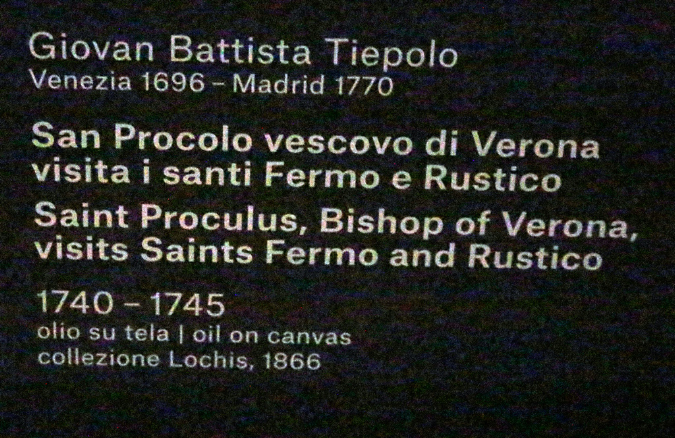 Giovan Battista Tiepolo
Venezia 1696 – Madrid 1770
San Procolo vescovo di Verona
visita i santi Fermo e Rustico
Saint Proculus, Bishop of Verona,
visits Saints Fermo and Rustico
1740 – 1745
olio su tela | oil on canvas
collezione Lochis, 1866